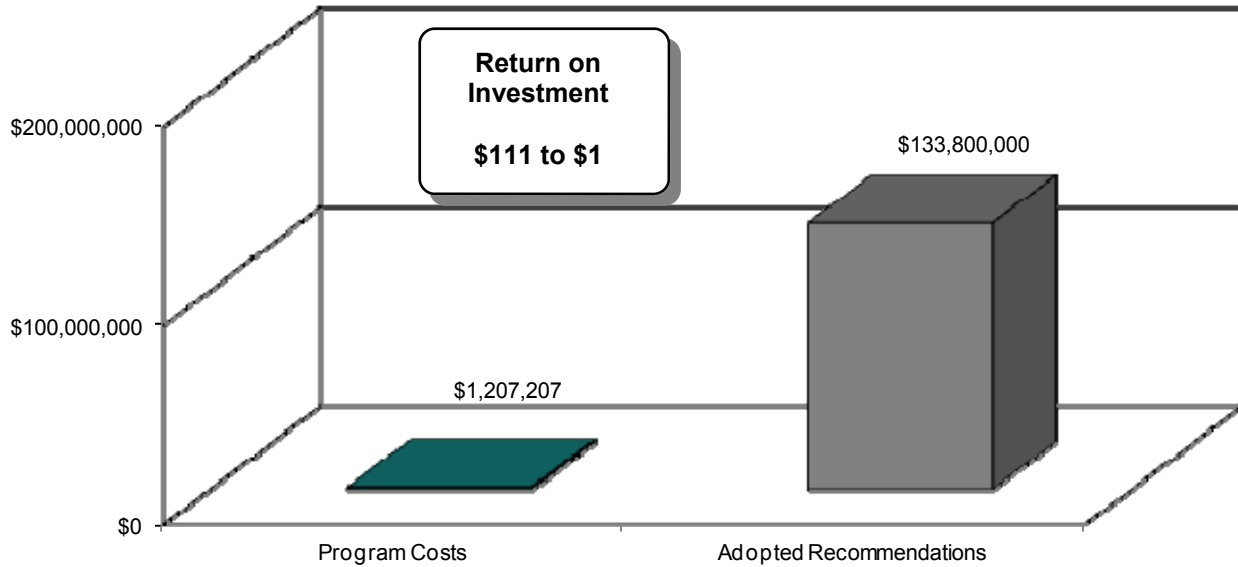 Return on
Investment
$111 to $1
$200,000,000
$133,800,000
$100,000,000
$1,207,207
$0
Program Costs
Adopted Recommendations